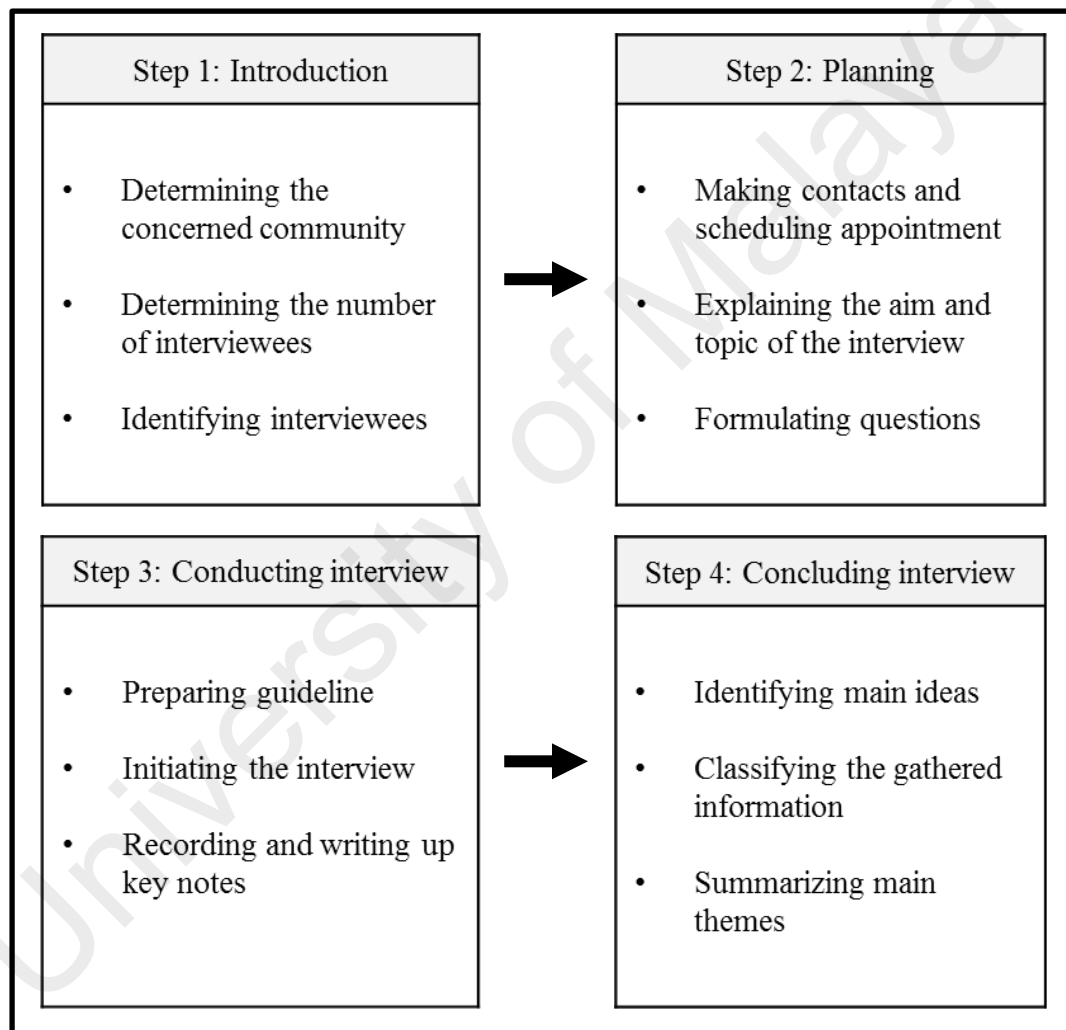 Step 1: Introduction
• Determining the
concerned community
• Determining the number
of interviewees
• Identifying interviewees
Step 2: Planning
• Making contacts and
scheduling appointment
• Explaining the aim and
topic of the interview
• Formulating questions
Step 3: Conducting interview
• Preparing guideline
• Initiating the interview
• Recording and writing up
key notes
Step 4: Concluding interview
• Identifying main ideas
• Classifying the gathered
information
• Summarizing main
themes
University of Malaya